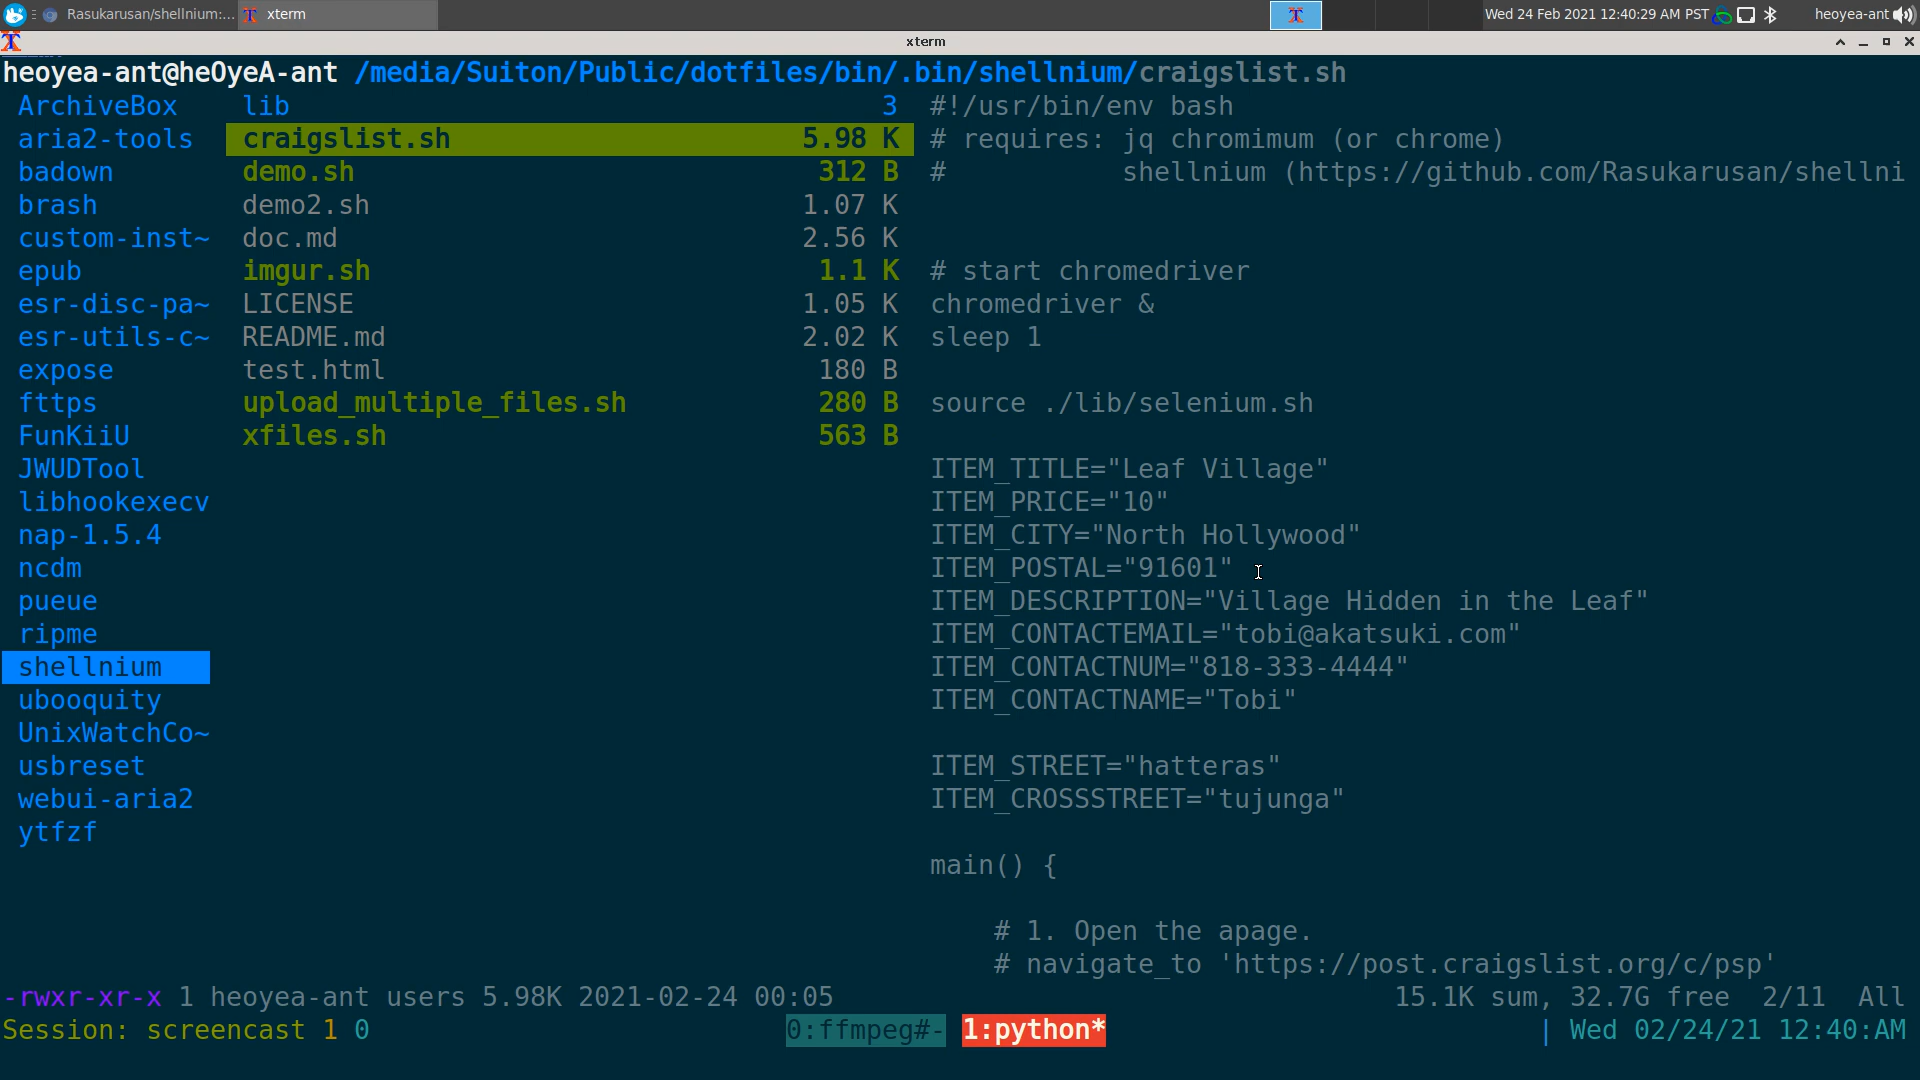 Rasukarusan/shellnium:... xterm Wed 24 Feb 2021 12:40:29 AM PST heoyea-ant
xterm
heoyea-ant@heOyeA-ant /media/Suiton/Public/dotfiles/bin/.bin/shellnium/craigslist.sh
ArchiveBox lib 3 #!/usr/bin/env bash
aria2-tools craigslist.sh 5.98 K # requires: jq chromimum (or chrome)
badown demo.sh 312 B # shellnium (https://github.com/Rasukarusan/shellni
brash demo2.sh 1.07 K
custom-inst~ doc.md 2.56 K
epub imgur.sh 1.1 K # start chromedriver
esr-disc-pa~ LICENSE 1.05 K chromedriver &
esr-utils-c~ README.md 2.02 K sleep 1
expose test.html 180 B
fttps upload_multiple_files.sh 280 B source ./lib/selenium.sh
FunKiiU xfiles.sh 563 B
JWUDTool ITEM_TITLE="Leaf Village"
libhookexecv ITEM_PRICE="10"
nap-1.5.4 ITEM_CITY="North Hollywood"
ncdm ITEM_POSTAL="91601"
pueue ITEM_DESCRIPTION="Village Hidden in the Leaf"
ripme ITEM_CONTACTEMAIL="tobi@akatsuki.com"
shellnium ITEM_CONTACTNUM="818-333-4444"
ubooquity ITEM_CONTACTNAME="Tobi"
UnixWatchCo~
usbreset ITEM_STREET="hatteras"
webui-aria2 ITEM_CROSSSTREET="tujunga"
ytfzf
main() {
# 1. Open the apage.
# navigate_to 'https://post.craigslist.org/c/psp'
-rwxr-xr-x 1 heoyea-ant users 5.98K 2021-02-24 00:05 15.1K sum, 32.7G free 2/11 All
Session: screencast 1 0 0:ffmpeg#- 1:python* | Wed 02/24/21 12:40:AM